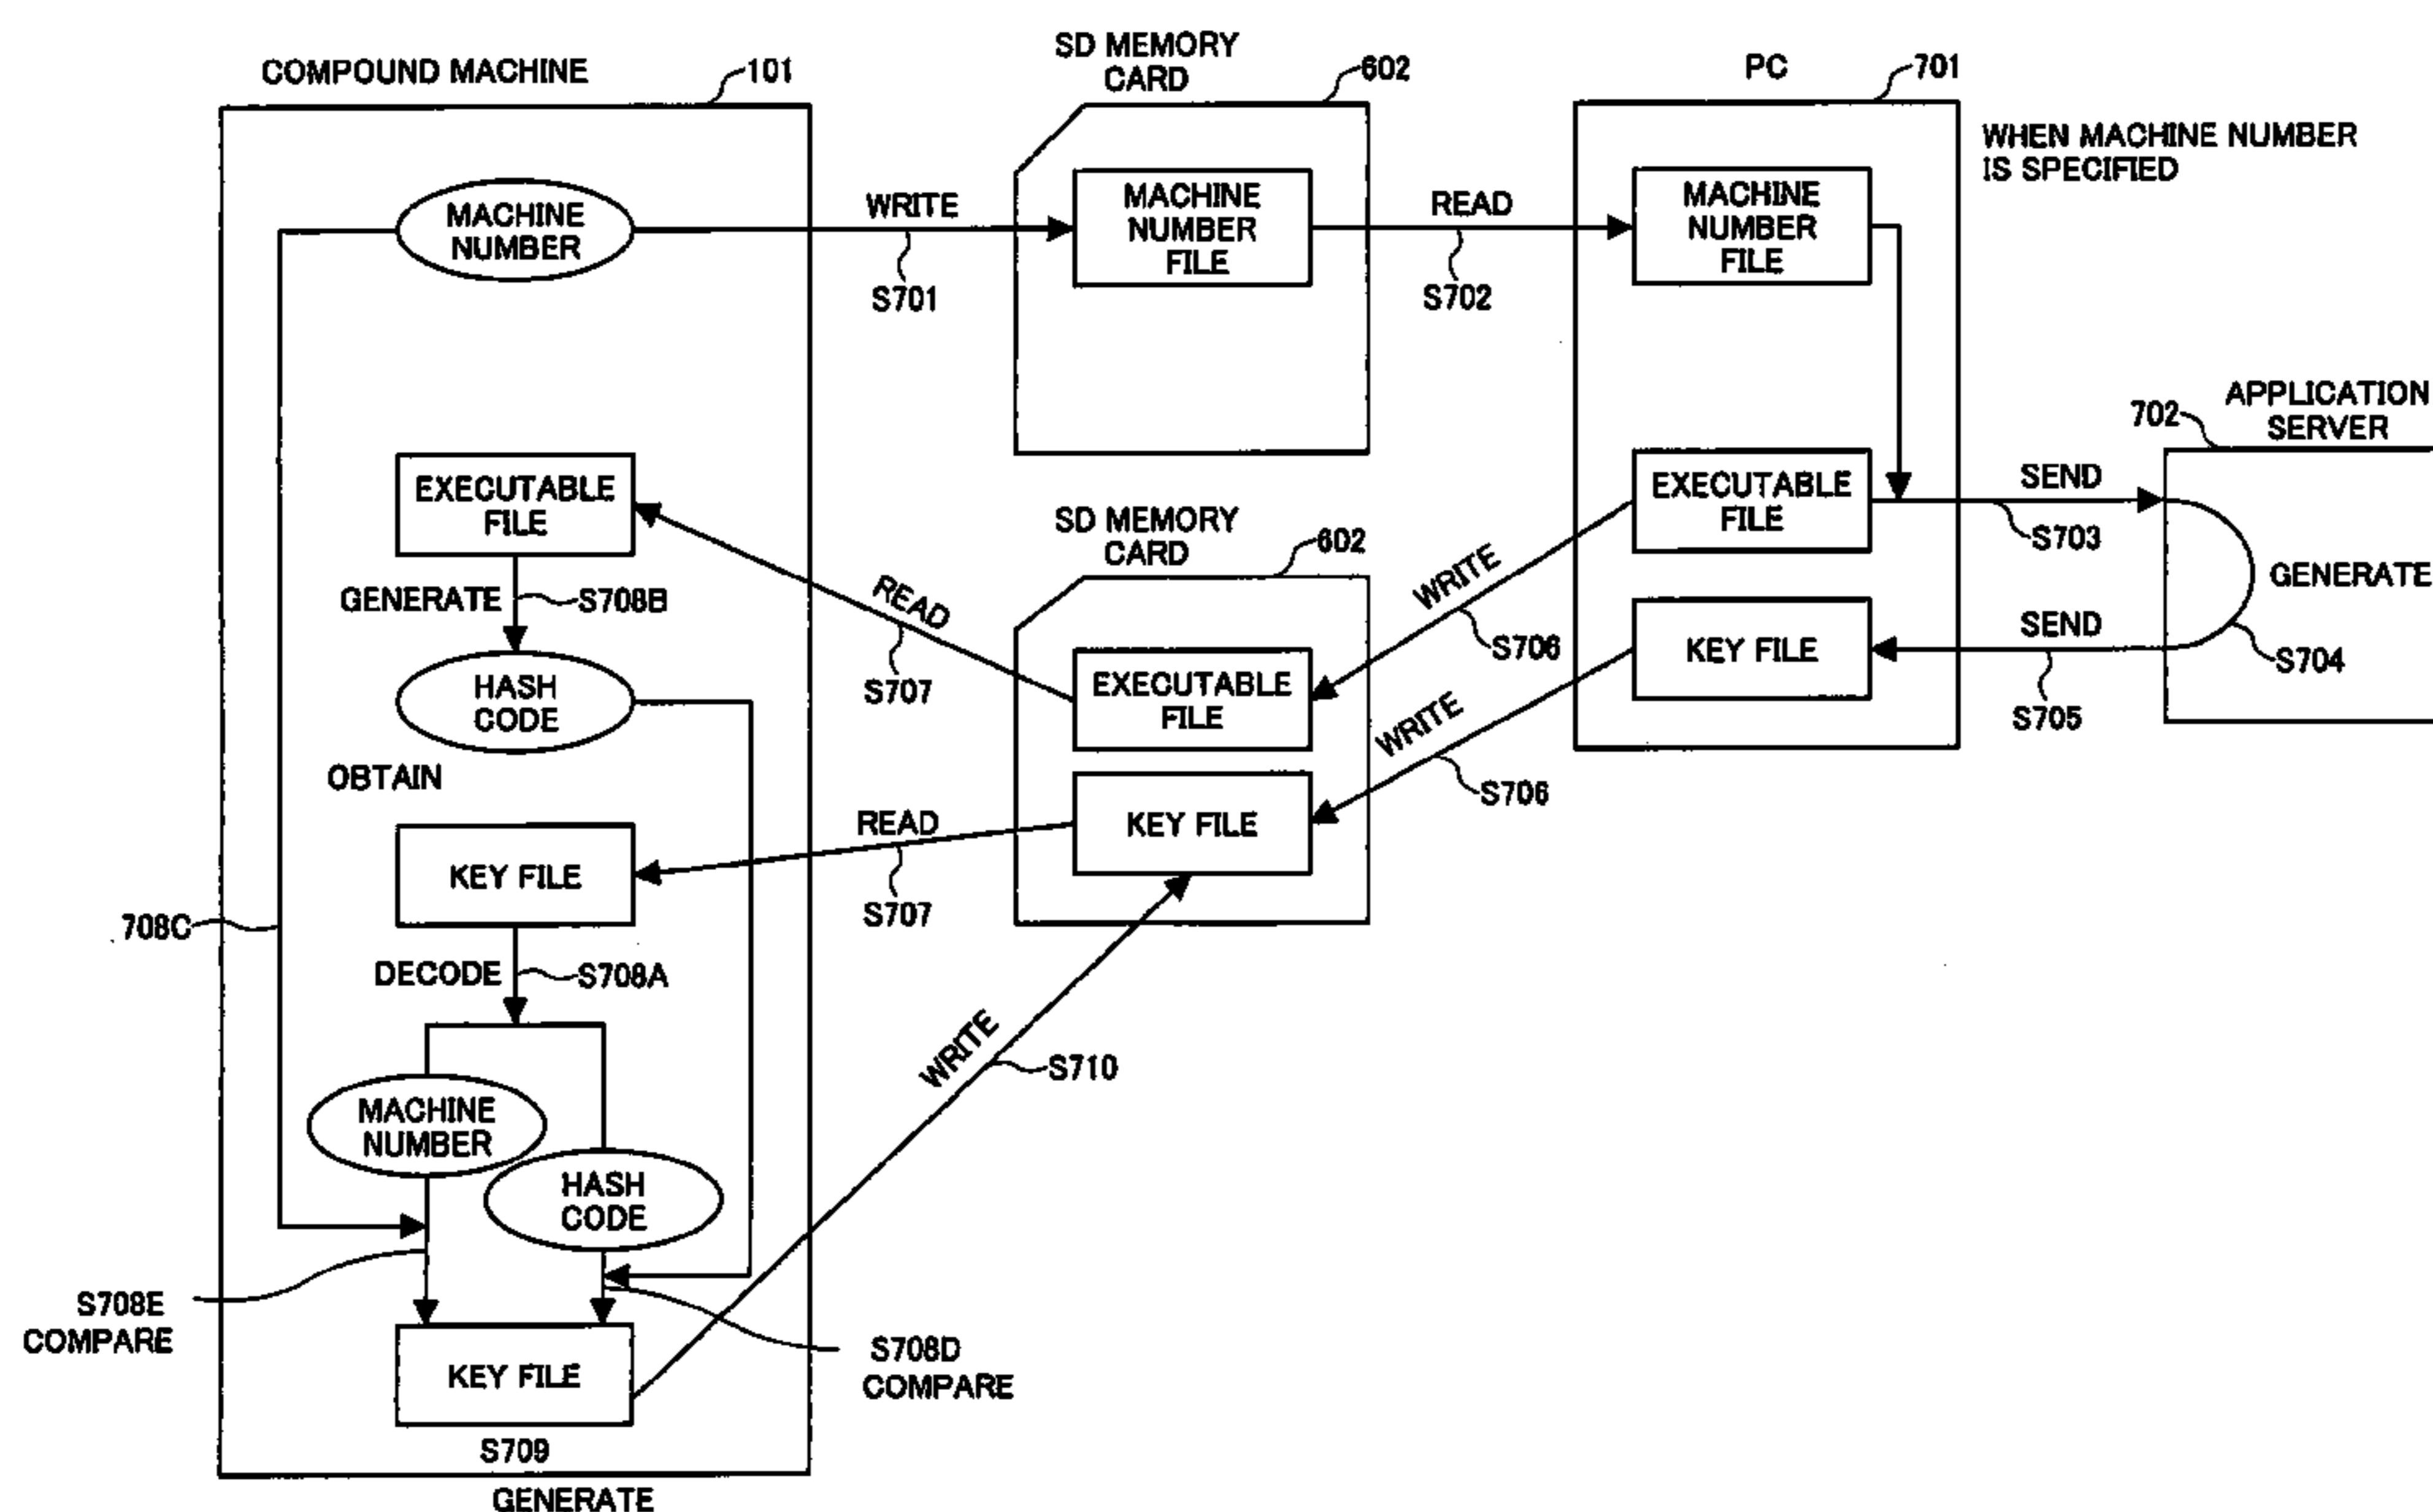 COMPOUND MACHINE
101
SD MEMORY
CARD
602
PC
701
WHEN MACHINE NUMBER
IS SPECIFIED
MACHINE
NUMBER
WRITE
S701
MACHINE
NUMBER
FILE
READ
S702
MACHINE
NUMBER
FILE
APPLICATION
SERVER
702
EXECUTABLE
FILE
SD MEMORY
CARD
602
EXECUTABLE
FILE
SEND
S703
GENERATE
S704
SEND
S705
KEY FILE
WRITE
S706
WRITE
S706
READ
S707
EXECUTABLE
FILE
KEY FILE
READ
S707
GENERATE
S708B
HASH
CODE
OBTAIN
KEY FILE
708C
DECODE
S708A
MACHINE
NUMBER
HASH
CODE
WRITE
S710
S708E
COMPARE
S708D
COMPARE
KEY FILE
S709
GENERATE